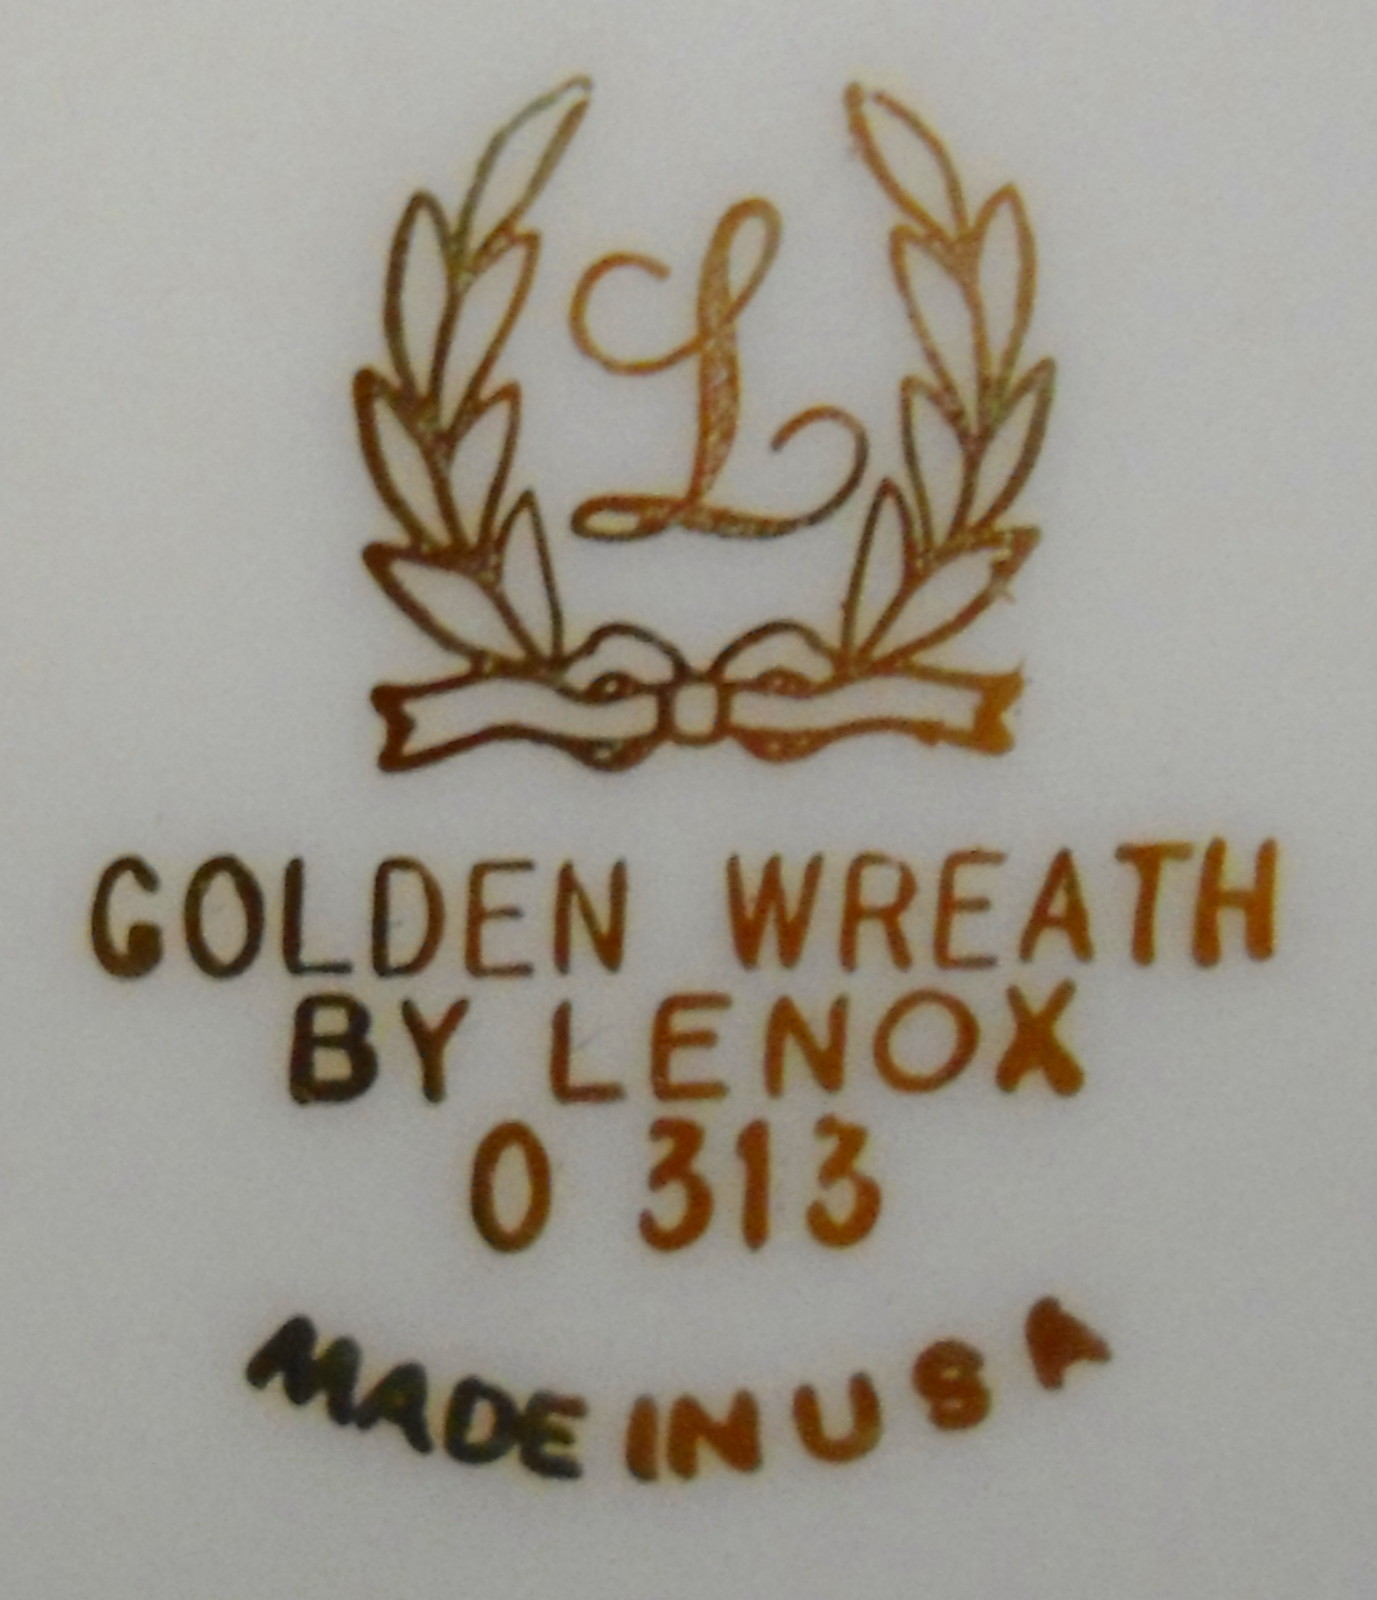 L
GOLDEN WREATH
BY LENOX
O 313
MADE IN USA